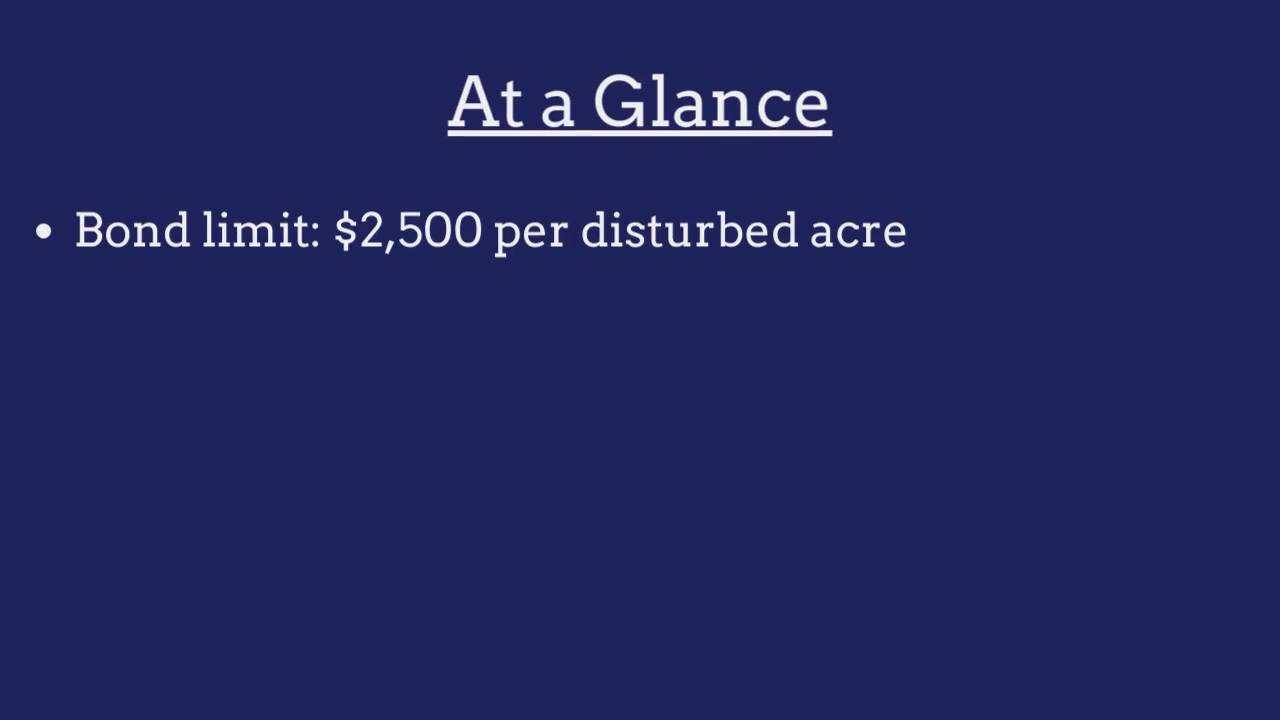 At a Glance
• Bond limit: $2,500 per disturbed acre